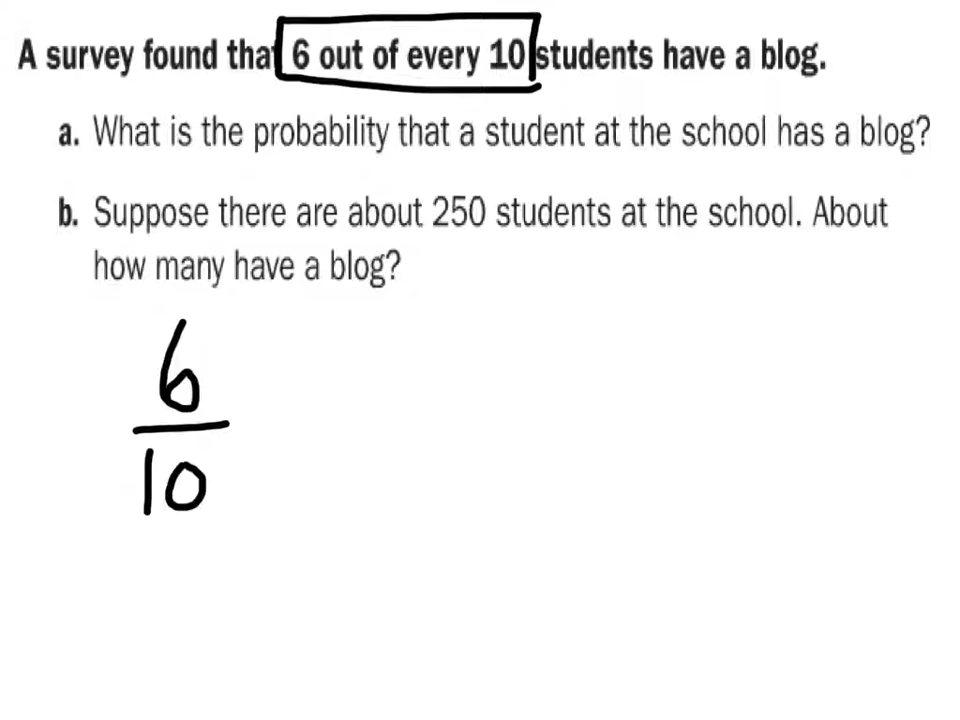 A survey found that 6 out of every 10 students have a blog.
a. What is the probability that a student at the school has a blog?
b. Suppose there are about 250 students at the school. About
how many have a blog?
6
10